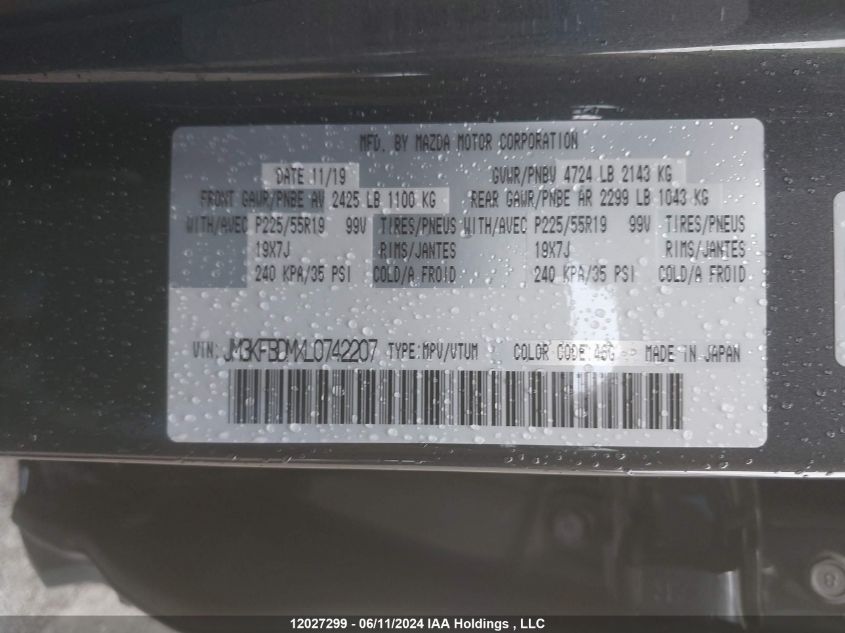 MFD. BY MAZDA MOTOR CORPORATION
DATE 11/19 GVWR/PNBV 4724 LB 2143 KG
FRONT GAWR/PNBE AV 2425 LB 1100 KG REAR GAWR/PNBE AR 2299 LB 1043 KG
WITH/AVEC P225/55R19 99V TIRES/PNEUS WITH/AVEC P225/55R19 99V TIRES/PNEUS
19X7J RIMS/JANTES 19X7J RIMS/JANTES
240 KPA/35 PSI COLD/A FROID 240 KPA/35 PSI COLD/A FROID
VIN: JM3KFBDMXL0742207 TYPE:MPV/VTUM COLOR CODE:46G MADE IN JAPAN
12027299 - 06/11/2024 IAA Holdings , LLC